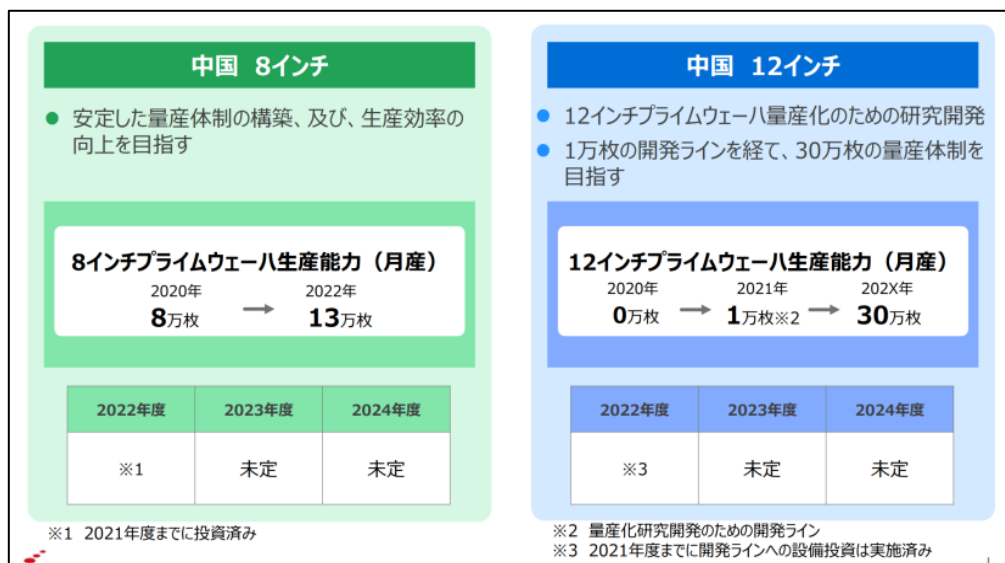 中国 8インチ
● 安定した量産体制の構築、及び、生産効率の
向上を目指す
8インチプライムウェーハ生産能力（月産）
2020年 2022年
8万枚 → 13万枚
2022年度 2023年度 2024年度
※1 未定 未定
※1 2021年度までに投資済み
中国 12インチ
● 12インチプライムウェーハ量産化のための研究開発
● 1万枚の開発ラインを経て、30万枚の量産体制を
目指す
12インチプライムウェーハ生産能力（月産）
2020年 2021年 202X年
0万枚 → 1万枚※2 → 30万枚
2022年度 2023年度 2024年度
※3 未定 未定
※2 量産化研究開発のための開発ライン
※3 2021年度までに開発ラインへの設備投資は実施済み